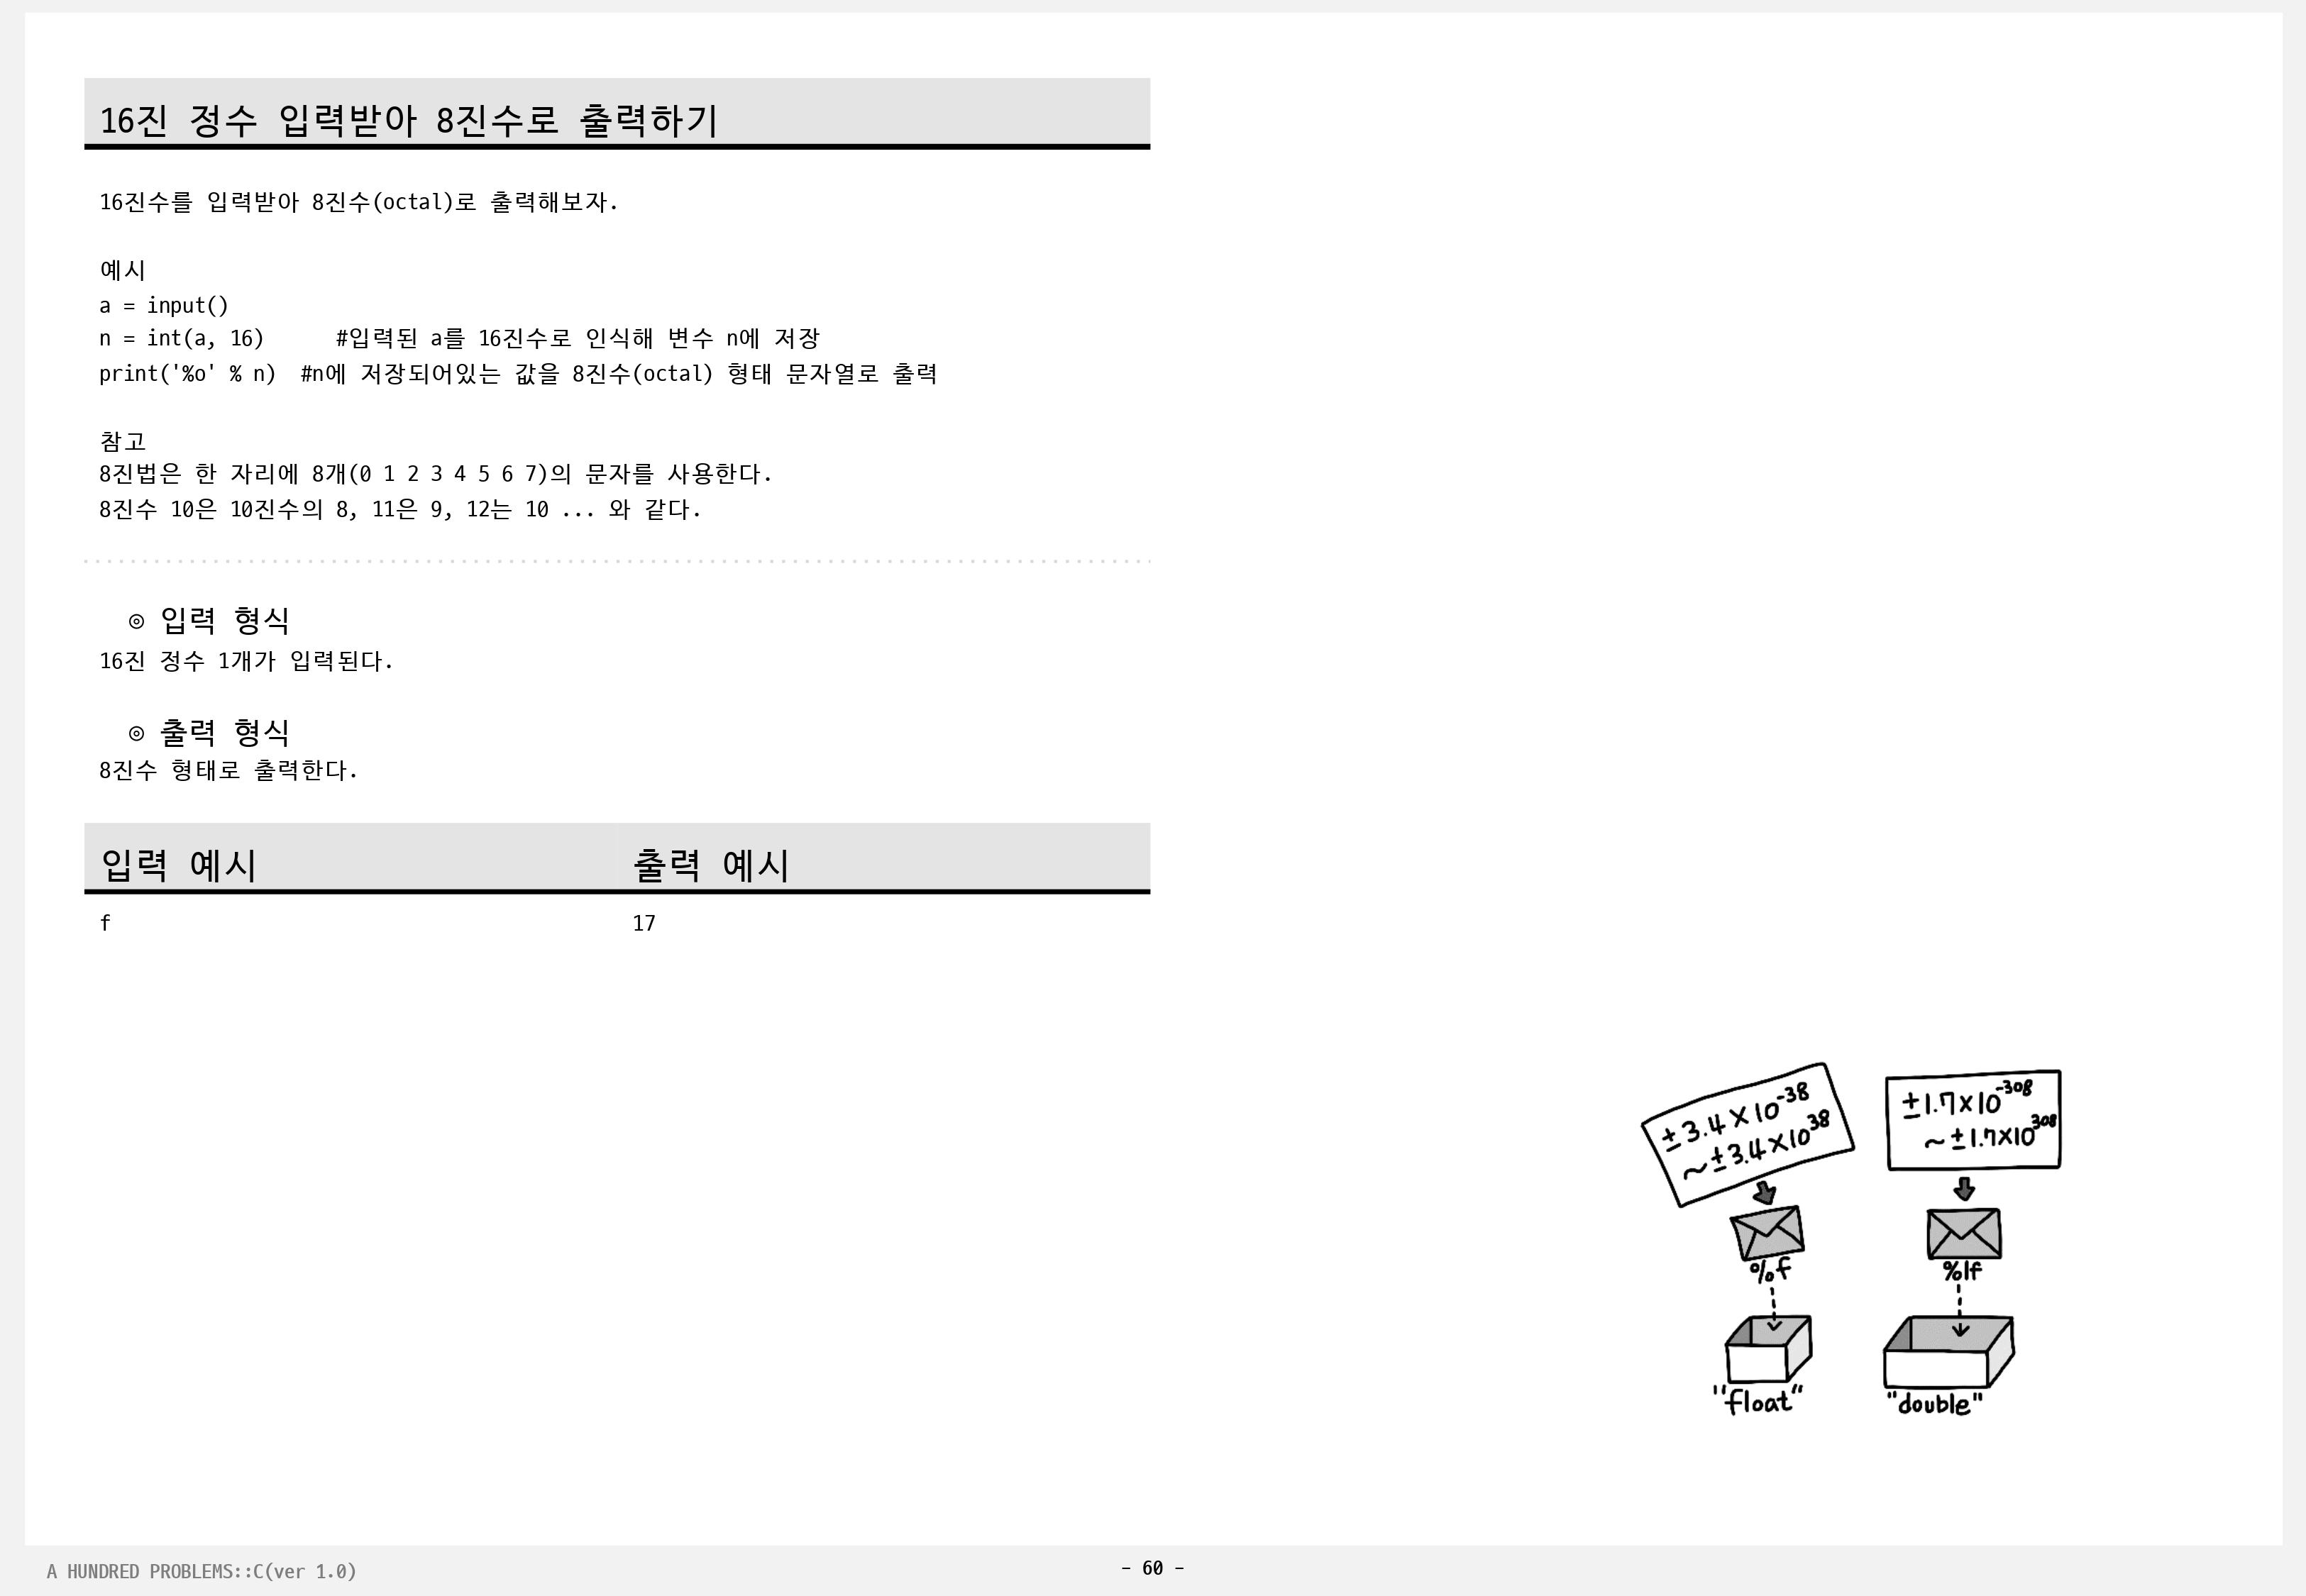 16진 정수 입력받아 8진수로 출력하기
16진수를 입력받아 8진수(octal)로 출력해보자.
예시
a = input()
n = int(a, 16)      #입력된 a를 16진수로 인식해 변수 n에 저장
print('%o' % n)  #n에 저장되어있는 값을 8진수(octal) 형태 문자열로 출력
참고
8진법은 한 자리에 8개(0 1 2 3 4 5 6 7)의 문자를 사용한다.
8진수 10은 10진수의 8, 11은 9, 12는 10 ... 와 같다.
◎ 입력 형식
16진 정수 1개가 입력된다.
◎ 출력 형식
8진수 형태로 출력한다.
입력 예시 출력 예시
f 17
±3.4×10^-38
~±3.4×10^38
%f
"float"
±1.7×10^-308
~±1.7×10^308
%lf
"double"
A HUNDRED PROBLEMS::C(ver 1.0)
- 60 -